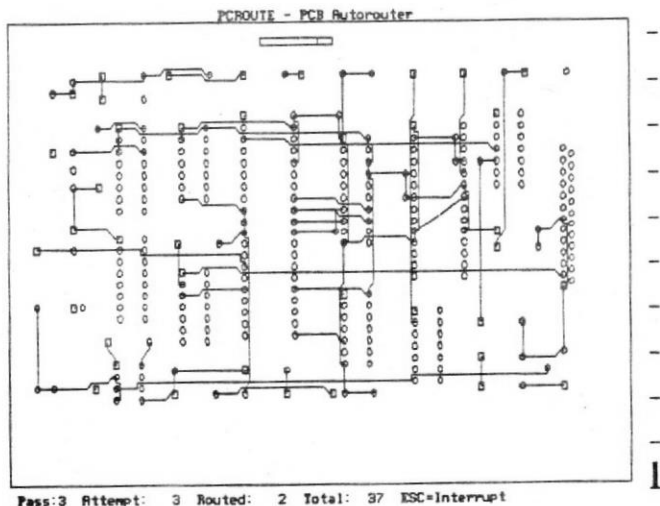 PCROUTE - PCB Autorouter
Pass:3 Attempt: 3 Routed: 2 Total: 37 ESC=Interrupt